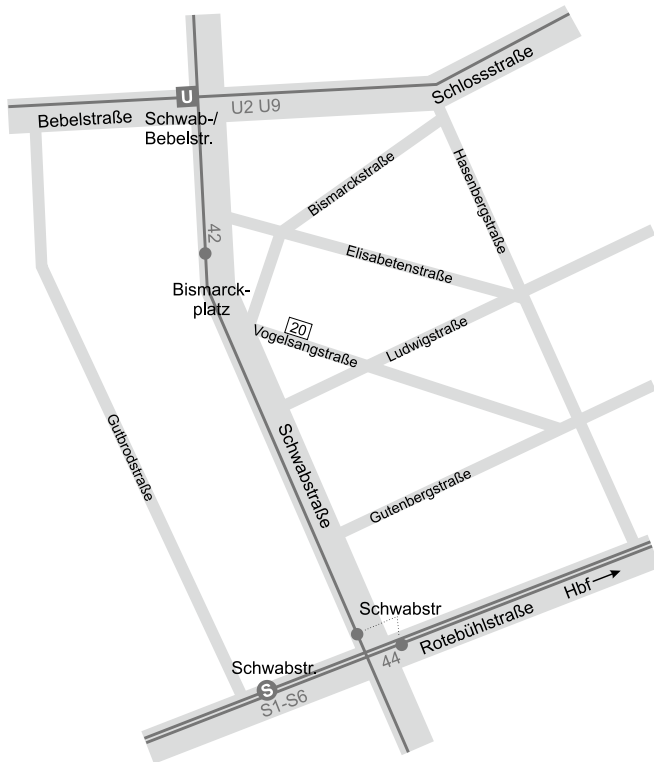 Schlossstraße
U
U2 U9
Bebelstraße
Schwab-/
Bebelstr.
Bismarckstraße
Hasenbergstraße
42
Elisabetenstraße
Bismarck-
platz
20
Vogelsangstraße
Ludwigstraße
Gutbrodstraße
Schwabstraße
Gutenbergstraße
Hbf
Schwabstr
Rotebühlstraße
44
Schwabstr.
S
S1-S6